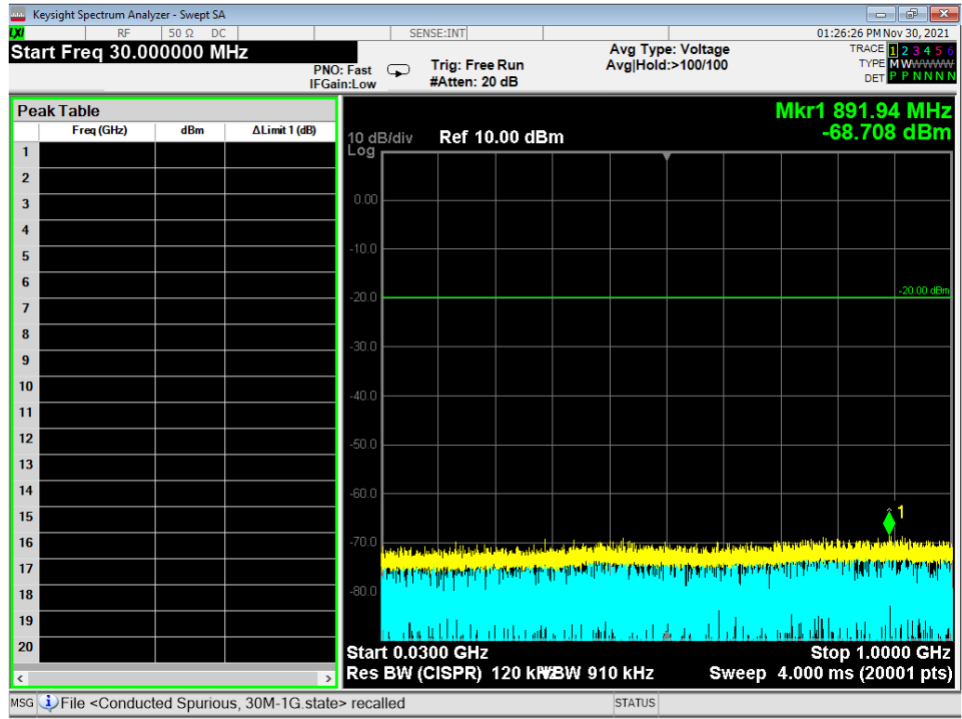 Keysight Spectrum Analyzer - Swept SA
LXI
RF
50 Ω DC
SENSE:INT
01:26:26 PM Nov 30, 2021
Start Freq 30.000000 MHz
PNO: Fast
IFGain:Low
Trig: Free Run
#Atten: 20 dB
Avg Type: Voltage
Avg|Hold:>100/100
TRACE 1 2 3 4 5 6
TYPE M W W W W W
DET P P N N N N
Peak Table
Freq (GHz) dBm ΔLimit 1 (dB)
1
2
3
4
5
6
7
8
9
10
11
12
13
14
15
16
17
18
19
20
Mkr1 891.94 MHz
-68.708 dBm
10 dB/div Ref 10.00 dBm
Log
0.00
-10.0
-20.0
-20.00 dBm
-30.0
-40.0
-50.0
-60.0
1
-70.0
-80.0
Start 0.0300 GHz
Stop 1.0000 GHz
Res BW (CISPR) 120 kHz
#VBW 910 kHz
Sweep 4.000 ms (20001 pts)
MSG
File <Conducted Spurious, 30M-1G.state> recalled
STATUS